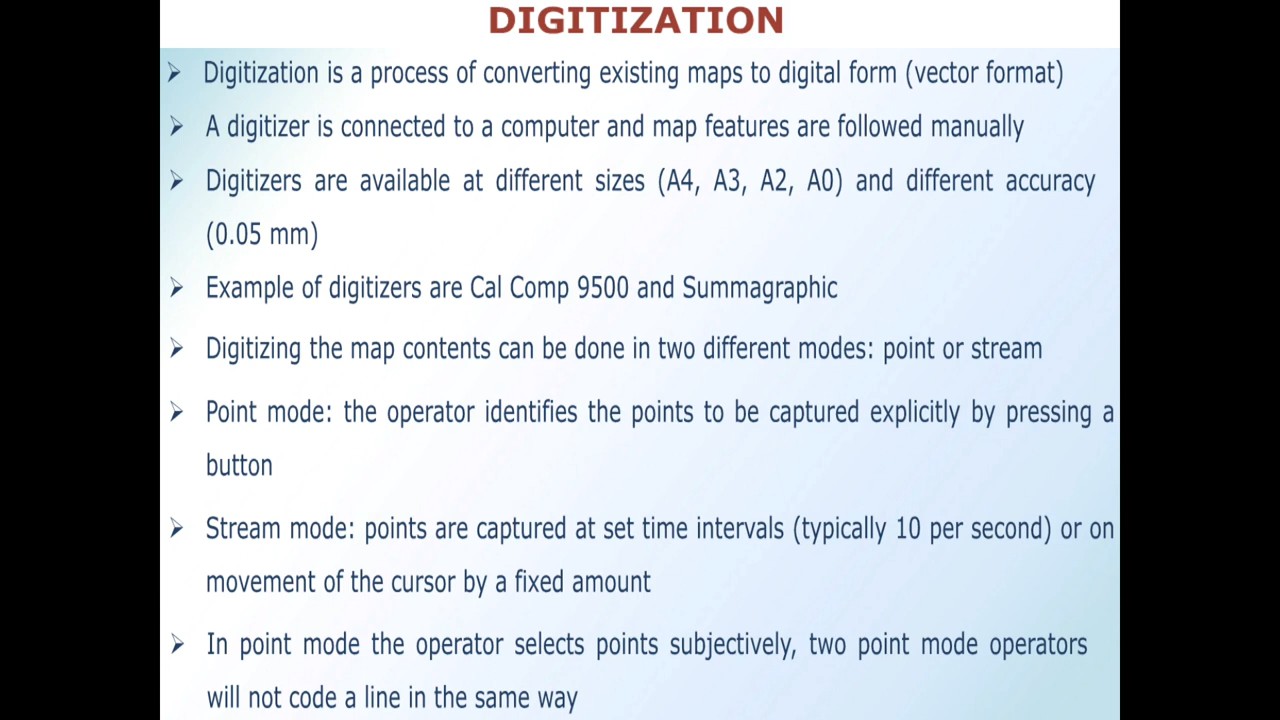 DIGITIZATION
Digitization is a process of converting existing maps to digital form (vector format)
A digitizer is connected to a computer and map features are followed manually
Digitizers are available at different sizes (A4, A3, A2, A0) and different accuracy
(0.05 mm)
Example of digitizers are Cal Comp 9500 and Summagraphic
Digitizing the map contents can be done in two different modes: point or stream
Point mode: the operator identifies the points to be captured explicitly by pressing a
button
Stream mode: points are captured at set time intervals (typically 10 per second) or on
movement of the cursor by a fixed amount
In point mode the operator selects points subjectively, two point mode operators
will not code a line in the same way